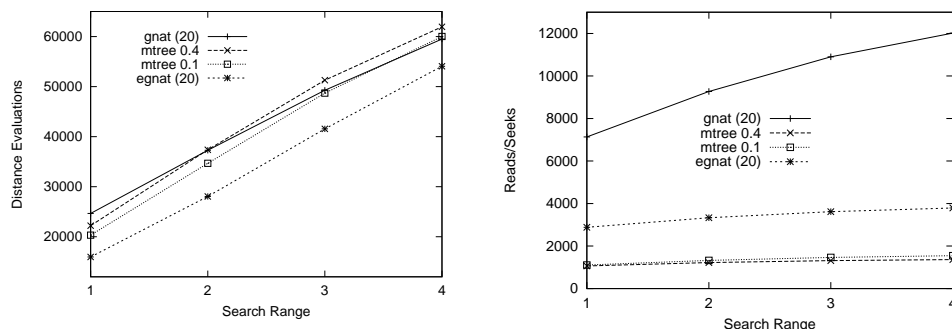 60000
50000
40000
30000
20000
Distance Evaluations
gnat (20)
mtree 0.4
mtree 0.1
egnat (20)
1 2 3 4
Search Range
12000
10000
8000
6000
4000
2000
0
Reads/Seeks
gnat (20)
mtree 0.4
mtree 0.1
egnat (20)
1 2 3 4
Search Range